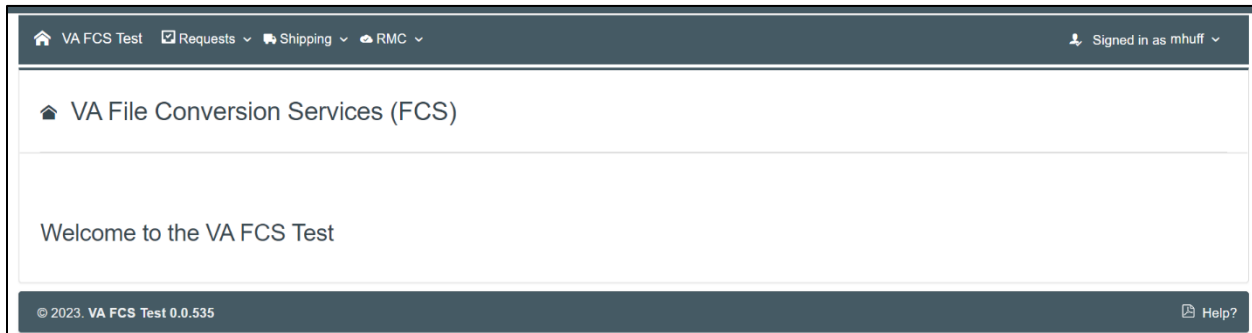 VA FCS Test Requests Shipping RMC Signed in as mhuff
VA File Conversion Services (FCS)
Welcome to the VA FCS Test
© 2023. VA FCS Test 0.0.535 Help?